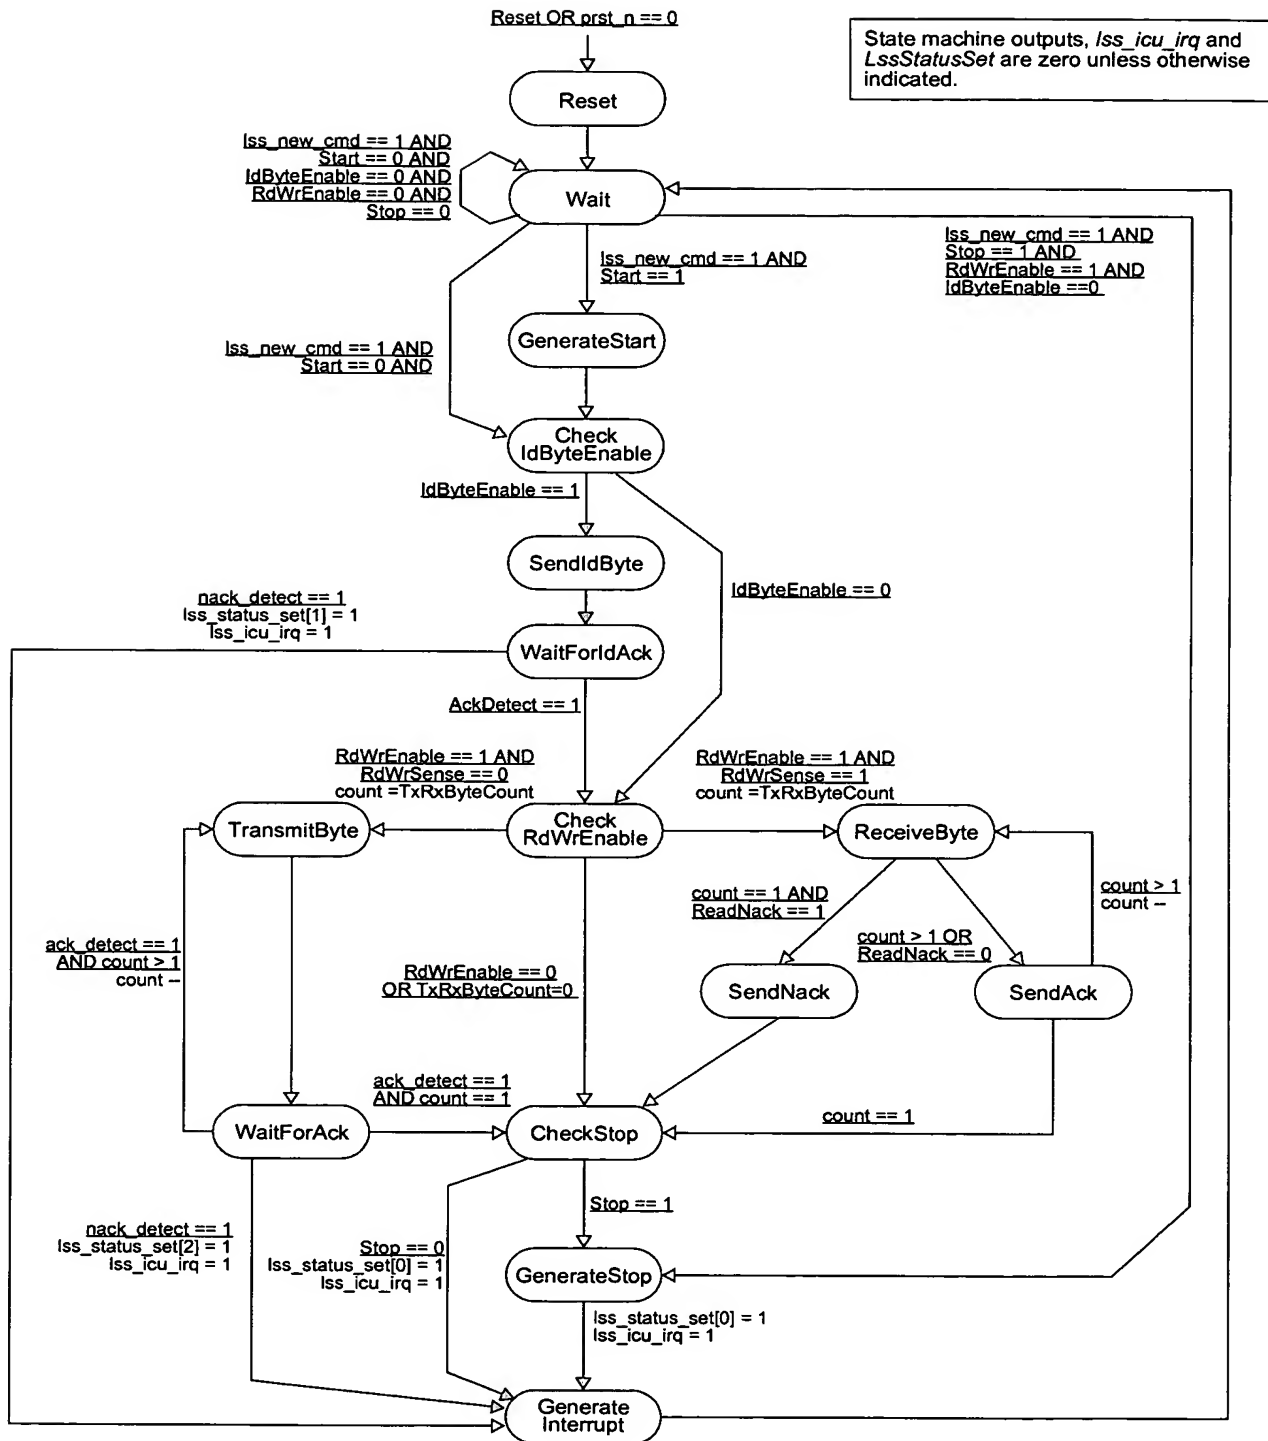 Reset OR prst_n == 0
State machine outputs, lss_icu_irq and
LssStatusSet are zero unless otherwise
indicated.
Reset
lss_new_cmd == 1 AND
Start == 0 AND
IdByteEnable == 0 AND
RdWrEnable == 0 AND
Stop == 0
Wait
lss_new_cmd == 1 AND
Start == 1
lss_new_cmd == 1 AND
Stop == 1 AND
RdWrEnable == 1 AND
IdByteEnable ==0
GenerateStart
lss_new_cmd == 1 AND
Start == 0 AND
Check
IdByteEnable
IdByteEnable == 1
SendIdByte
IdByteEnable == 0
nack_detect == 1
lss_status_set[1] = 1
lss_icu_irq = 1
WaitForIdAck
AckDetect == 1
RdWrEnable == 1 AND
RdWrSense == 0
count =TxRxByteCount
RdWrEnable == 1 AND
RdWrSense == 1
count =TxRxByteCount
TransmitByte
Check
RdWrEnable
ReceiveByte
count == 1 AND
ReadNack == 1
count > 1
count –
ack_detect == 1
AND count > 1
count –
count > 1 OR
ReadNack == 0
RdWrEnable == 0
OR TxRxByteCount=0
SendNack
SendAck
ack_detect == 1
AND count == 1
WaitForAck
CheckStop
count == 1
Stop == 1
nack_detect == 1
lss_status_set[2] = 1
lss_icu_irq = 1
Stop == 0
lss_status_set[0] = 1
lss_icu_irq = 1
GenerateStop
lss_status_set[0] = 1
lss_icu_irq = 1
Generate
Interrupt